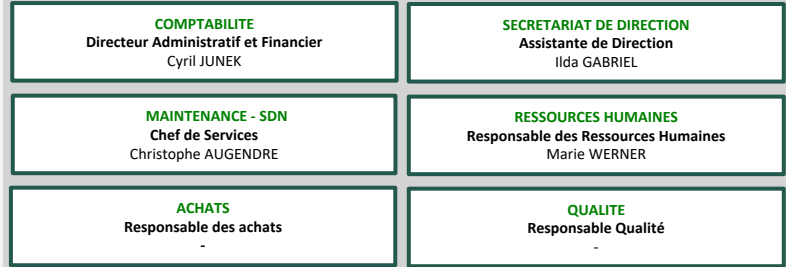 COMPTABILITE
Directeur Administratif et Financier
Cyril JUNEK
SECRETARIAT DE DIRECTION
Assistante de Direction
Ilda GABRIEL
MAINTENANCE - SDN
Chef de Services
Christophe AUGENDRE
RESSOURCES HUMAINES
Responsable des Ressources Humaines
Marie WERNER
ACHATS
Responsable des achats
-
QUALITE
Responsable Qualité
-